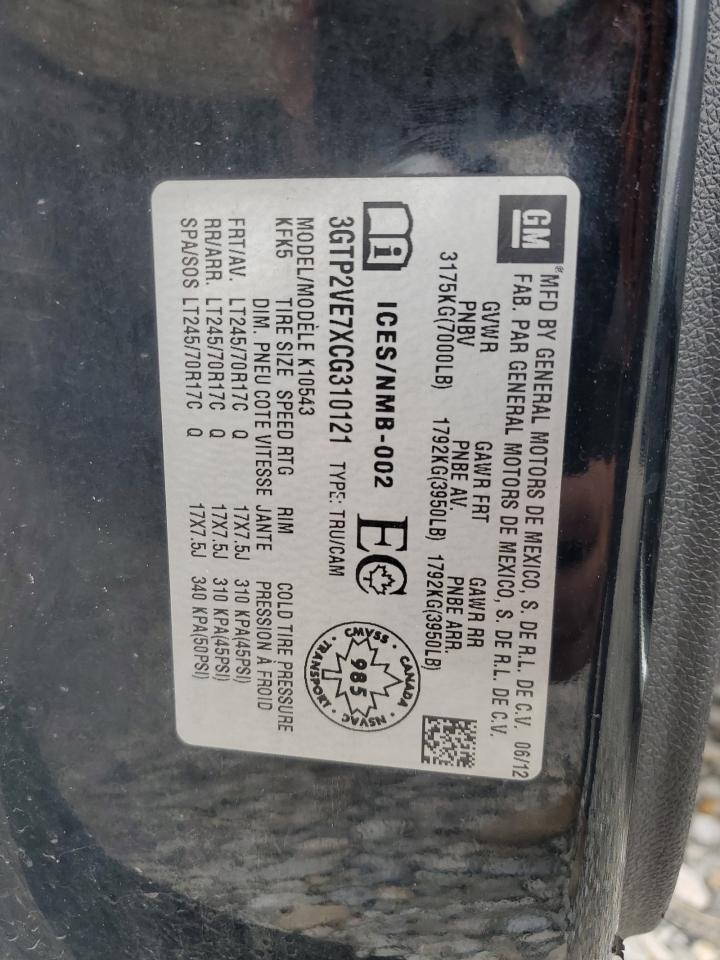 GM
® MFD BY GENERAL MOTORS DE MEXICO, S. DE R.L. DE C.V. 06/12
FAB. PAR GENERAL MOTORS DE MEXICO, S. DE R.L. DE C.V.
GVWR GAWR FRT GAWR RR
PNBV PNBE AV. PNBE ARR.
3175KG(7000LB) 1792KG(3950LB) 1792KG(3950LB)
i ICES/NMB-002 EC
CANADA · NSVAC · TRANSPORT · CMVSS ·
985
3GTP2VE7XCG310121 TYPE: TRU/CAM
MODEL/MODÈLE K10543
KFK5 TIRE SIZE SPEED RTG RIM COLD TIRE PRESSURE
DIM. PNEU COTE VITESSE JANTE PRESSION À FROID
FRT/AV. LT245/70R17C Q 17X7.5J 310 KPA(45PSI)
RR/ARR. LT245/70R17C Q 17X7.5J 310 KPA(45PSI)
SPA/SOS LT245/70R17C Q 17X7.5J 340 KPA(50PSI)